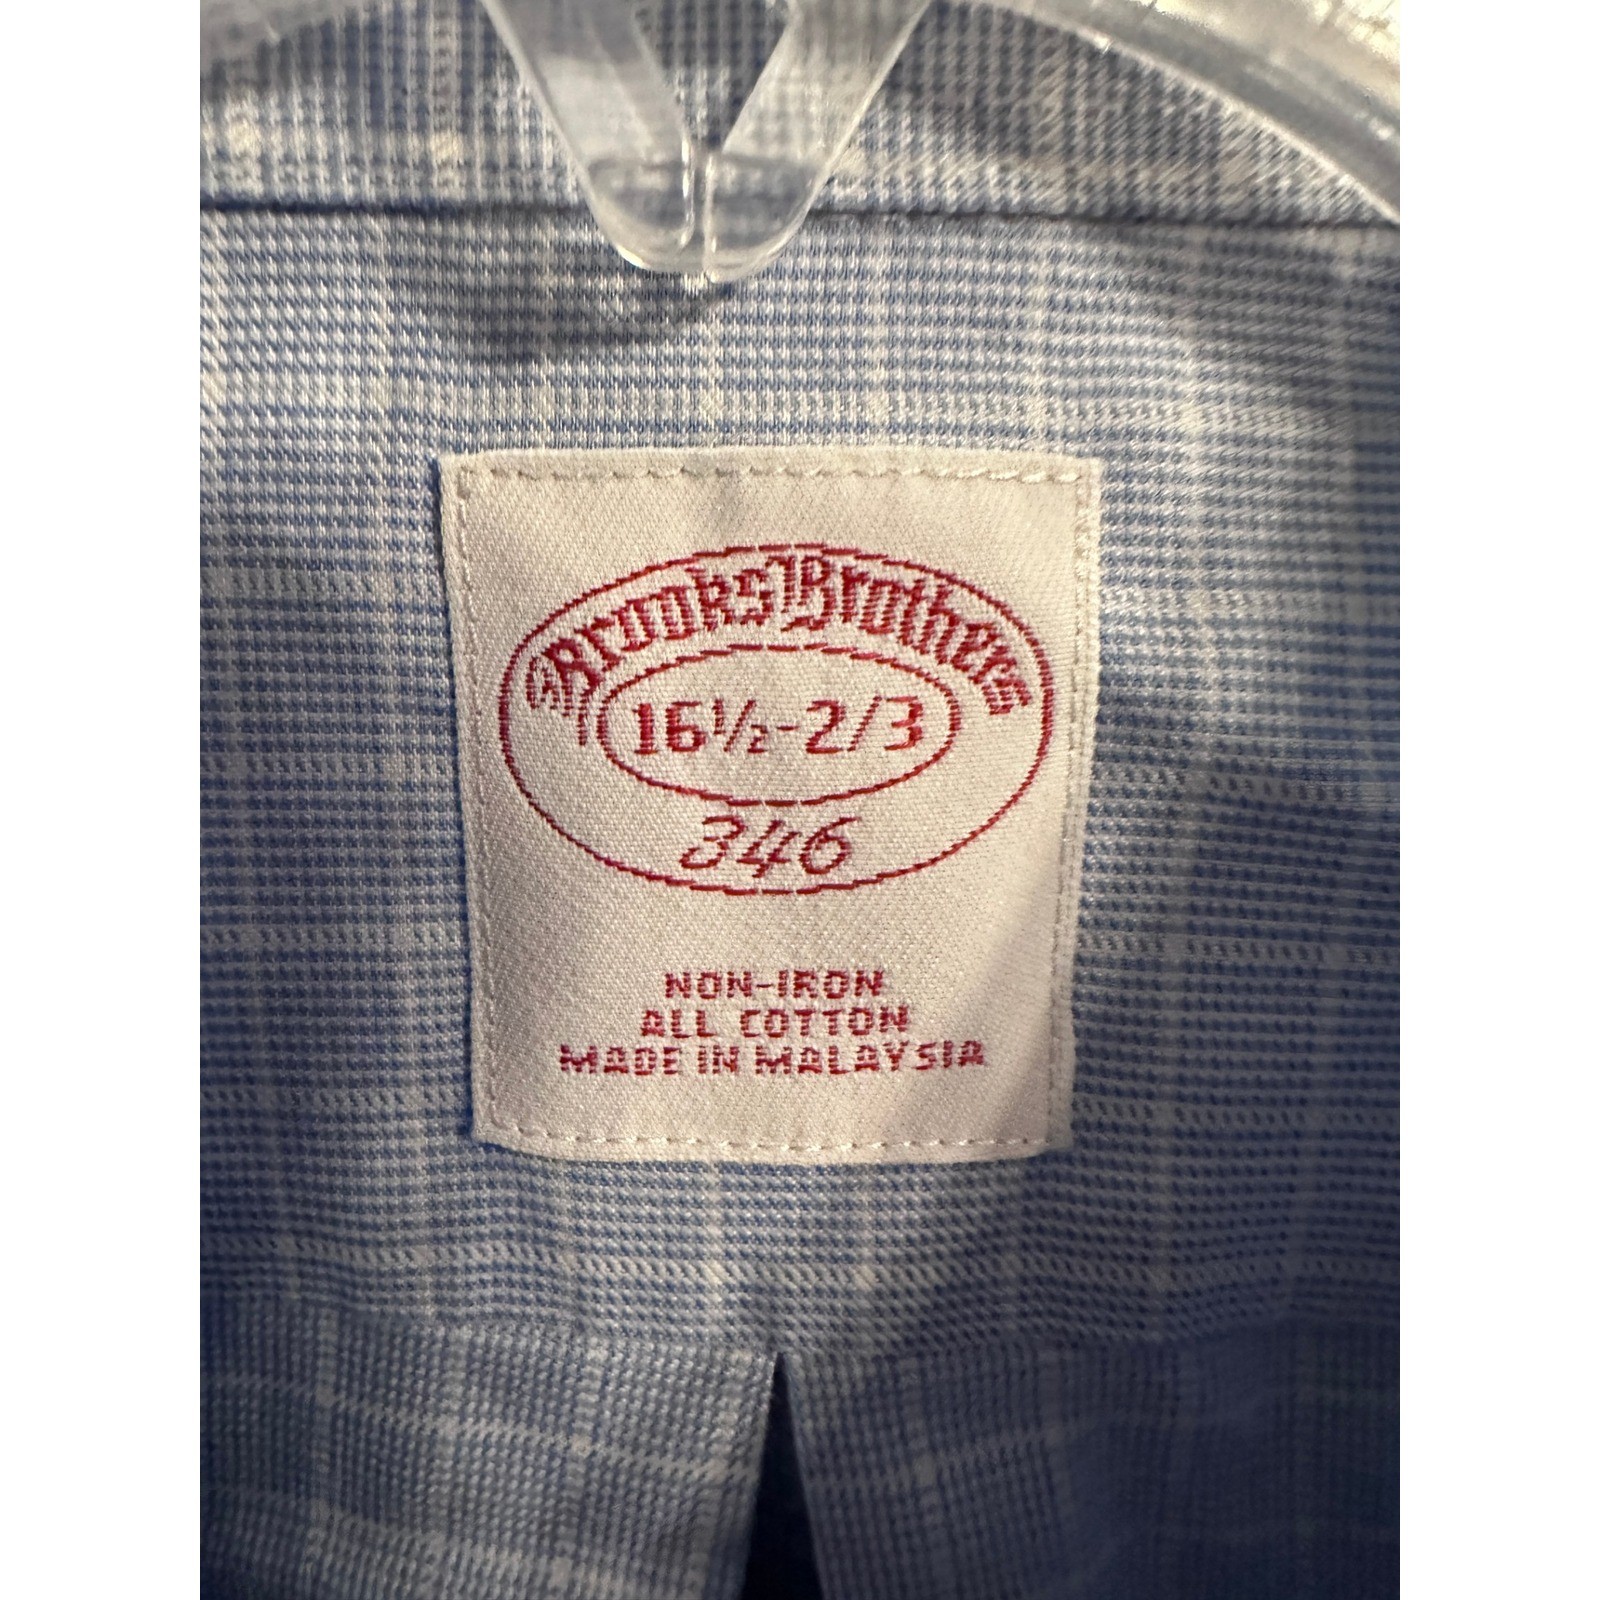 Brooks Brothers
16½-2/3
346
NON-IRON
ALL COTTON
MADE IN MALAYSIA